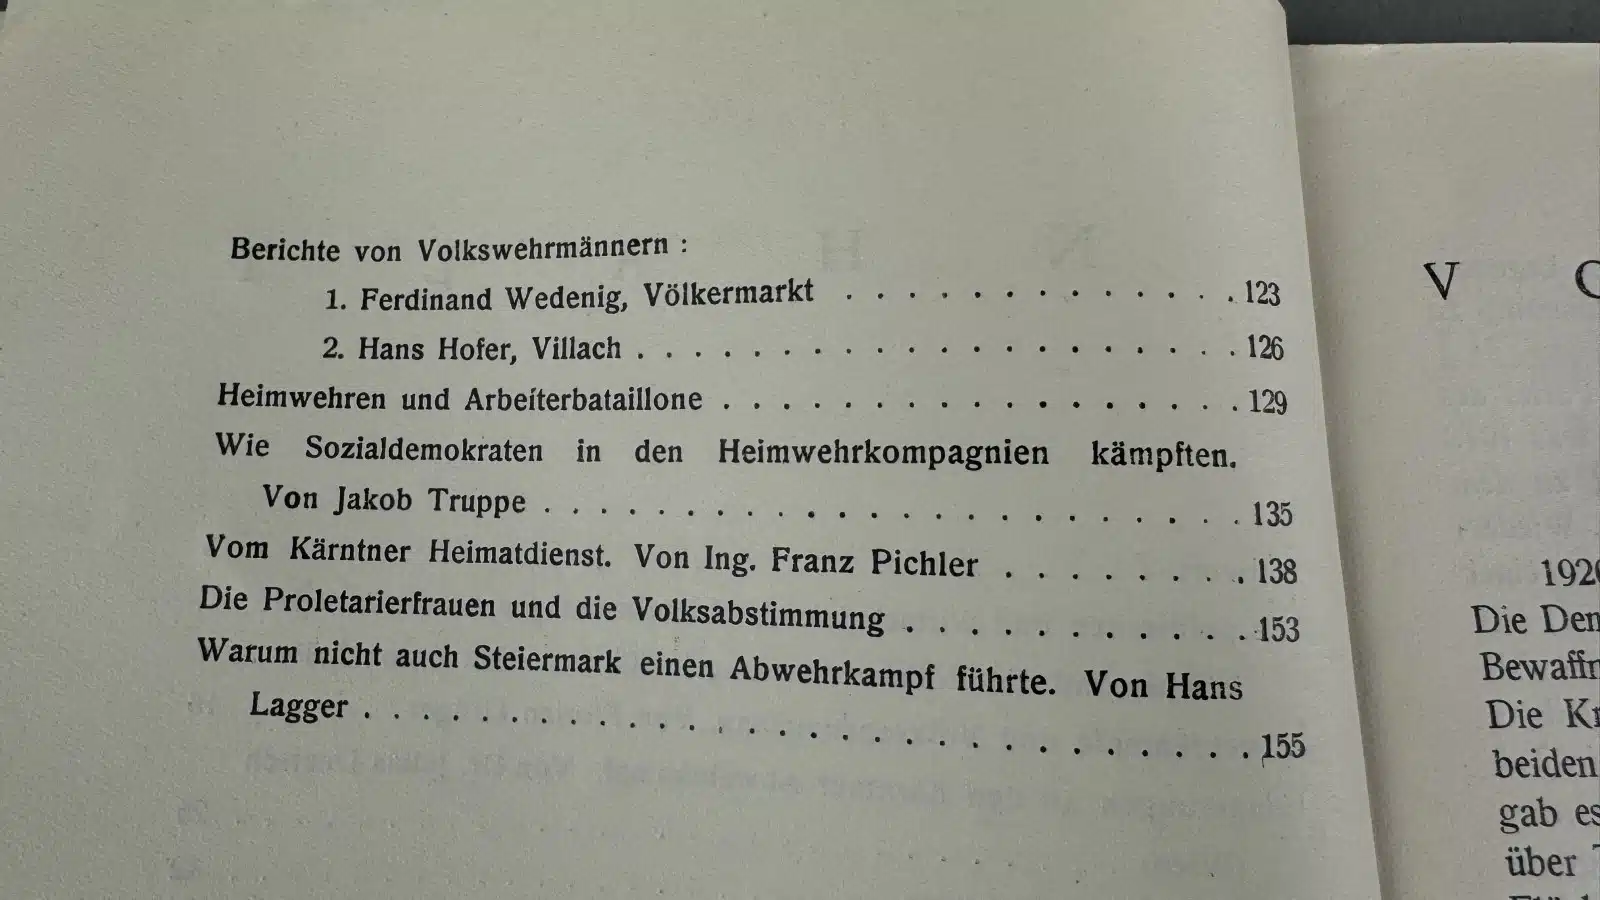 Berichte von Volkswehrmännern :
1. Ferdinand Wedenig, Völkermarkt . . . . . . . . . . . . . 123
2. Hans Hofer, Villach . . . . . . . . . . . . . . . . . . . . 126
Heimwehren und Arbeiterbataillone . . . . . . . . . . . . . . . . . 129
Wie Sozialdemokraten in den Heimwehrkompagnien kämpften.
Von Jakob Truppe . . . . . . . . . . . . . . . . . . . . . . . 135
Vom Kärntner Heimatdienst. Von Ing. Franz Pichler . . . . . . . . 138
Die Proletarierfrauen und die Volksabstimmung . . . . . . . . . . . 153
Warum nicht auch Steiermark einen Abwehrkampf führte. Von Hans
Lagger . . . . . . . . . . . . . . . . . . . . . . . . . . . . 155
V
Die
Die
beiden
gab es
über